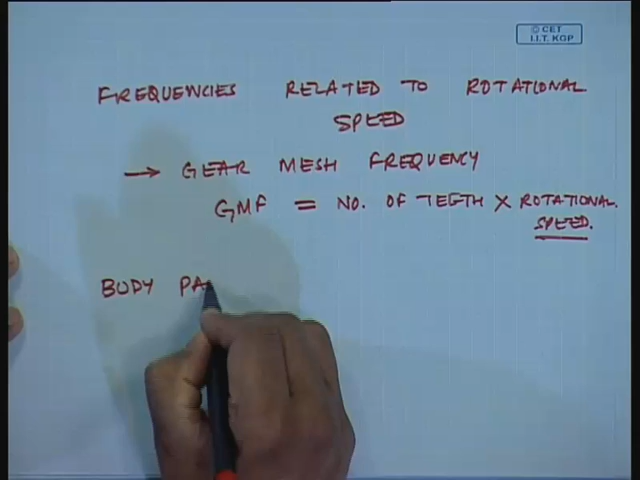 © CET
I.I.T. KGP
FREQUENCIES RELATED TO ROTATIONAL
SPEED
→ GEAR MESH FREQUENCY
GMF = NO. OF TEETH X ROTATIONAL
SPEED.
BODY PA